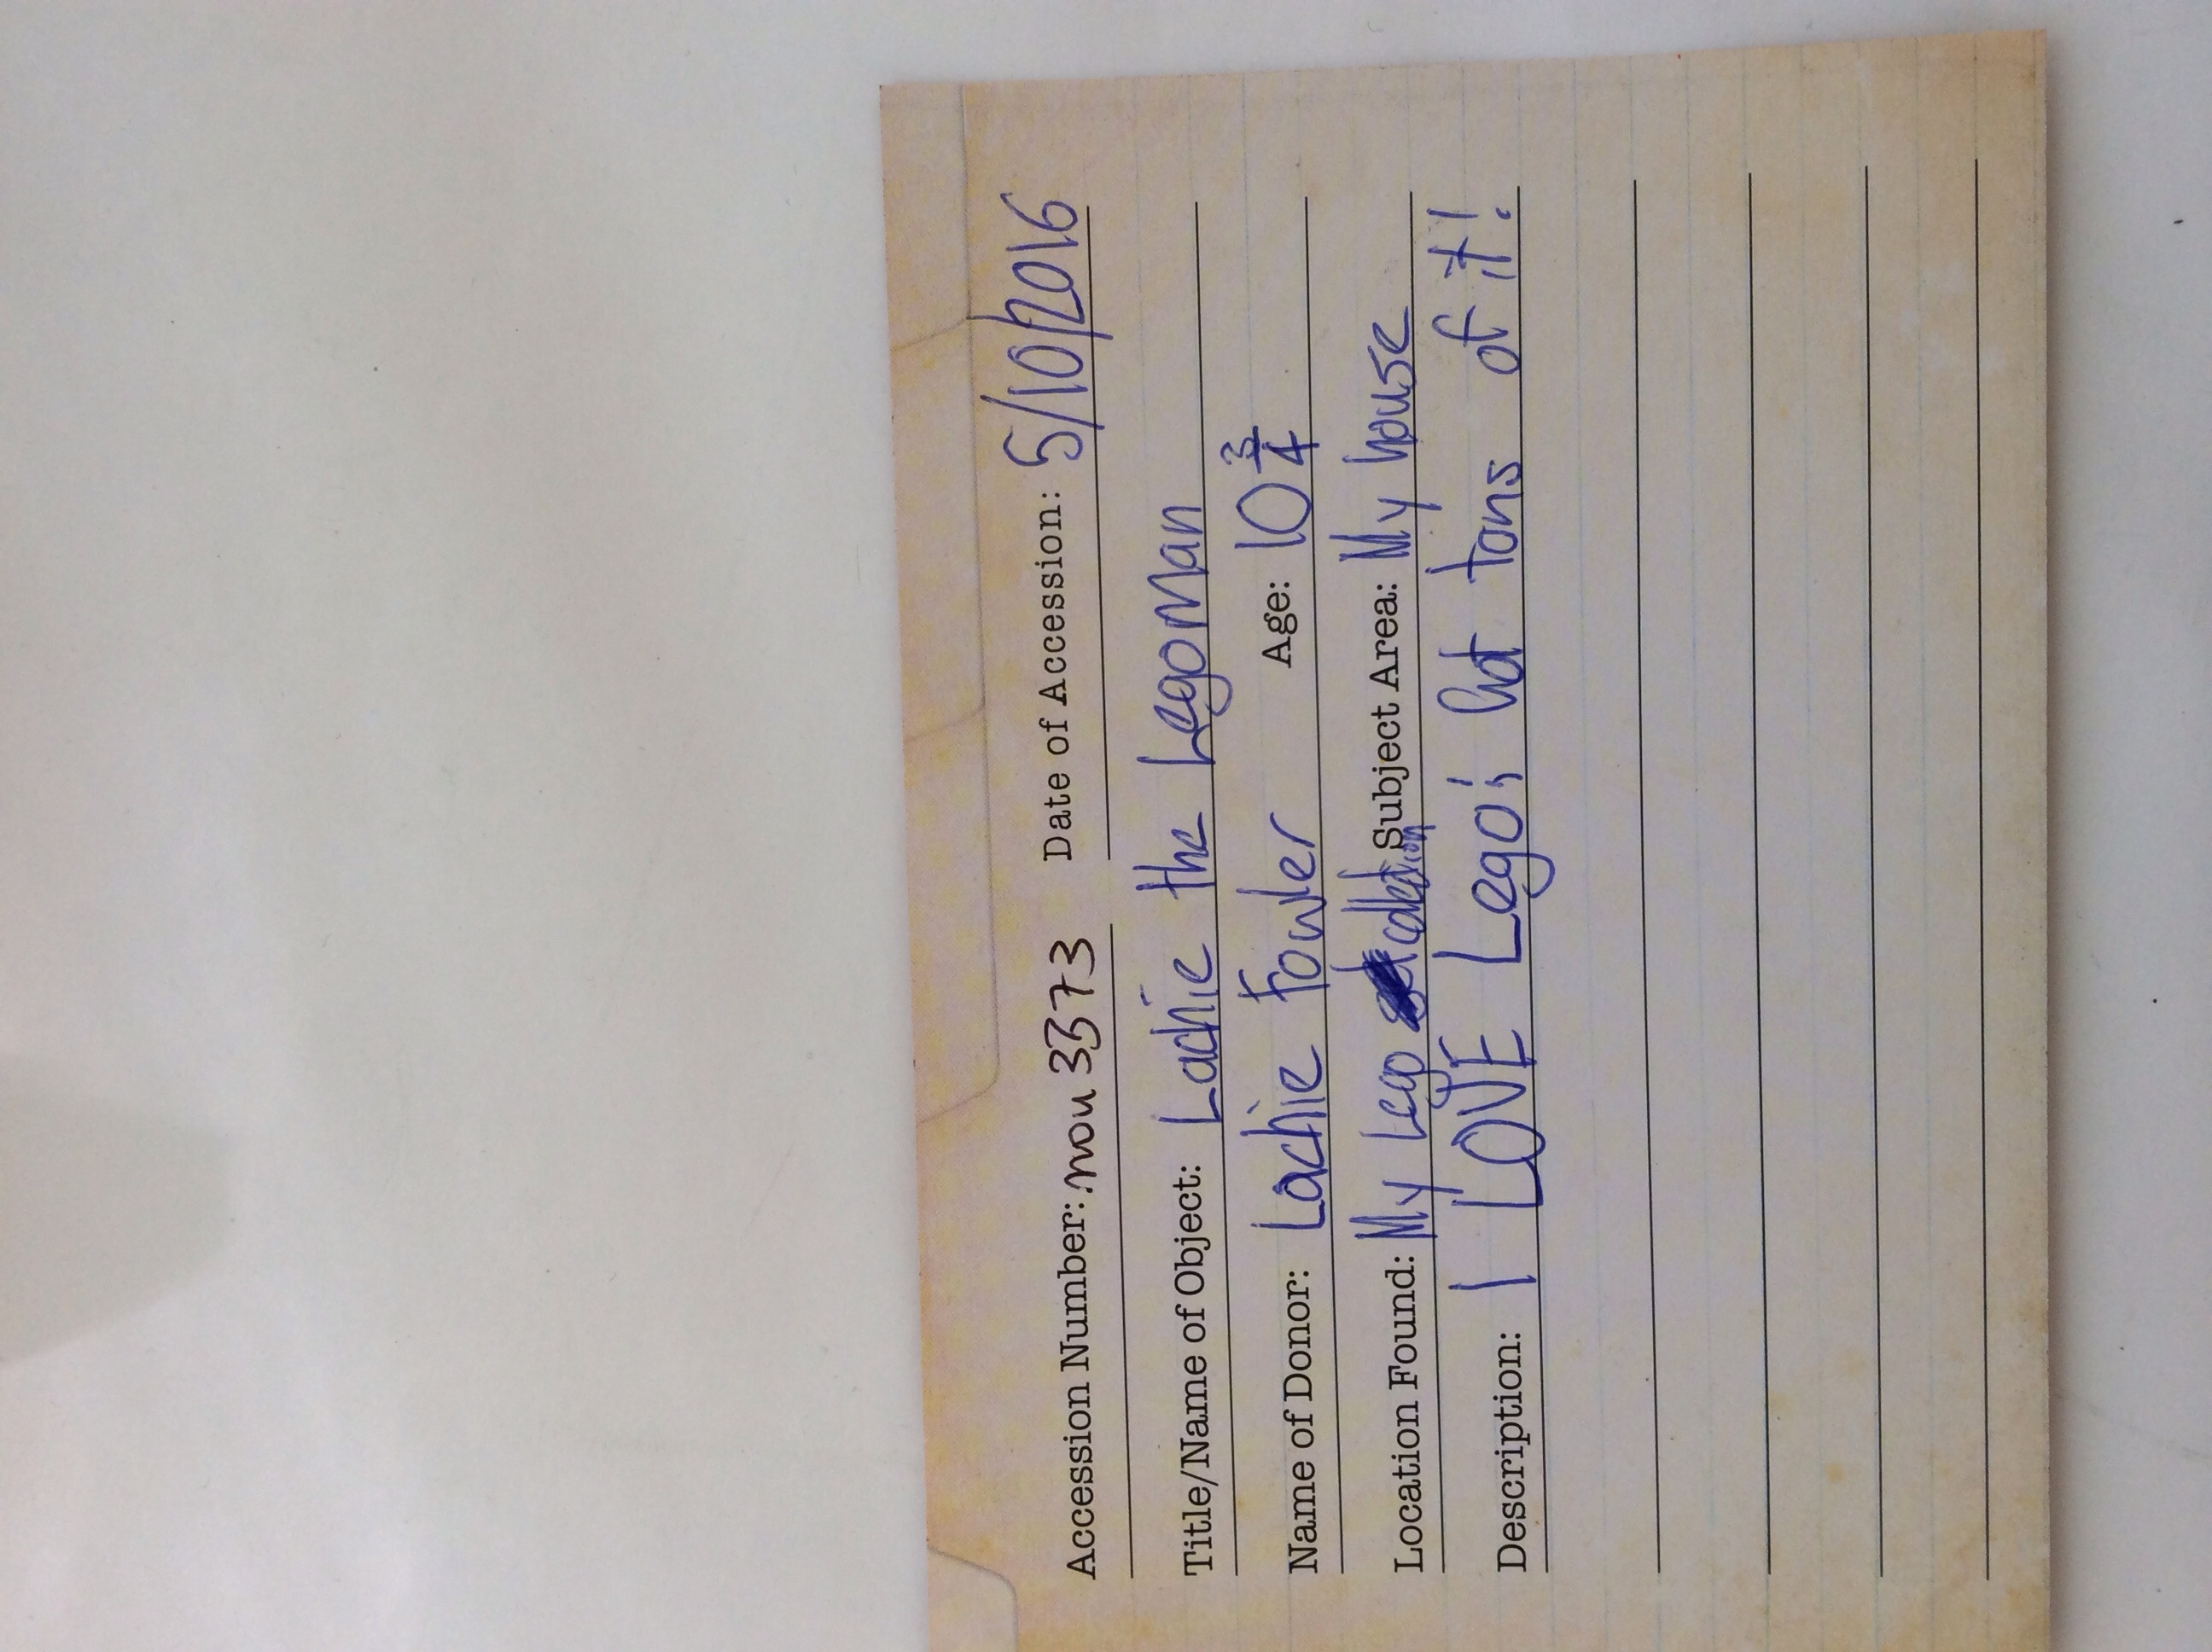 Accession Number: mou 3373 Date of Accession: 5/10/2016
Title/Name of Object: Lachie the Legoman
Name of Donor: Lachie Fowler Age: 10 3/4
Location Found: My Lego collection Subject Area: My house
Description: I LOVE Lego; tons of it!